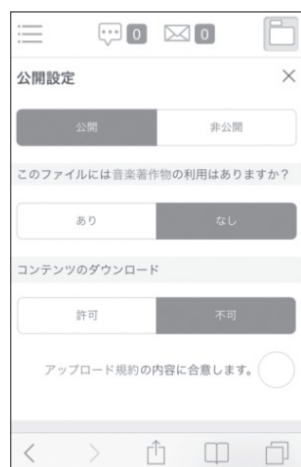 0 0
公開設定
公開 非公開
このファイルには音楽著作物の利用はありますか?
あり なし
コンテンツのダウンロード
許可 不可
アップロード規約の内容に合意します。